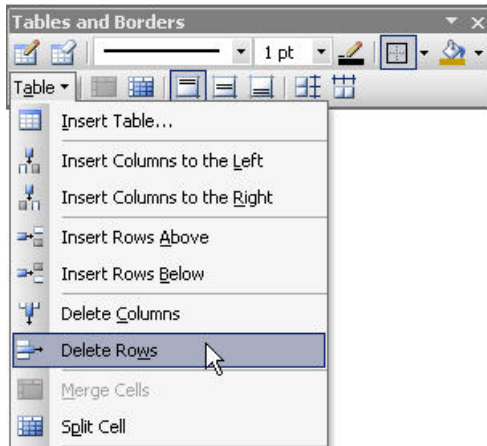 Tables and Borders
1 pt
Table
Insert Table...
Insert Columns to the Left
Insert Columns to the Right
Insert Rows Above
Insert Rows Below
Delete Columns
Delete Rows
Merge Cells
Split Cell